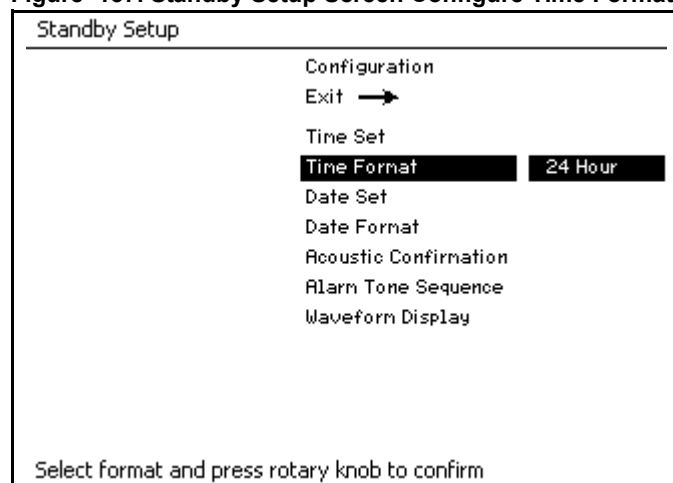 Standby Setup
Configuration
Exit
Time Set
Time Format 24 Hour
Date Set
Date Format
Acoustic Confirmation
Alarm Tone Sequence
Waveform Display
Select format and press rotary knob to confirm